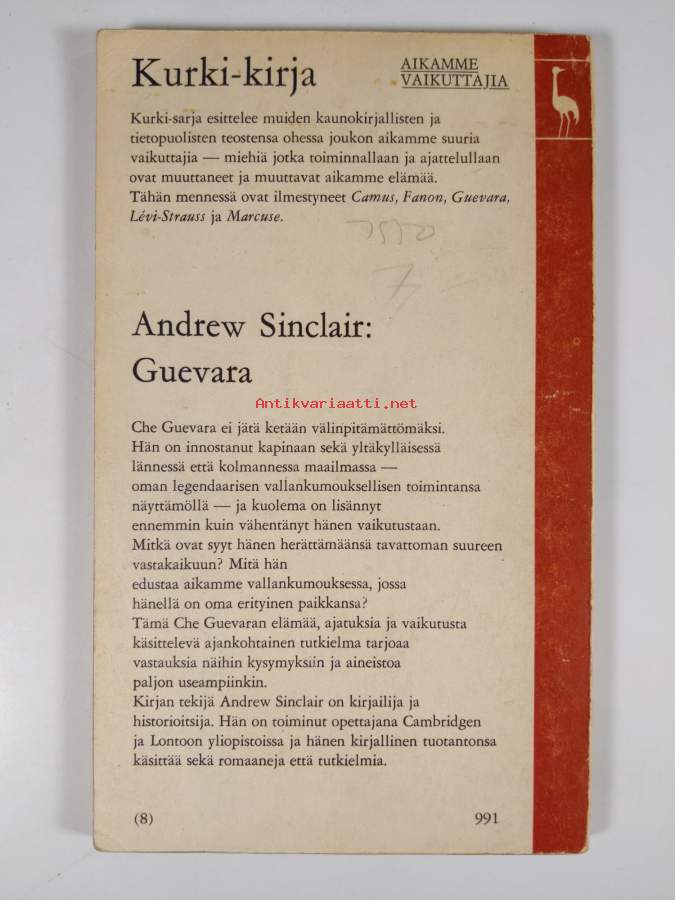 Kurki-kirja
AIKAMME
VAIKUTTAJIA
Kurki-sarja esittelee muiden kaunokirjallisten ja
tietopuolisten teostensa ohessa joukon aikamme suuria
vaikuttajia — miehiä jotka toiminnallaan ja ajattelullaan
ovat muuttaneet ja muuttavat aikamme elämää.
Tähän mennessä ovat ilmestyneet Camus, Fanon, Guevara,
Lévi-Strauss ja Marcuse.
Andrew Sinclair:
Guevara
Antikvariaatti.net
Che Guevara ei jätä ketään välinpitämättömäksi.
Hän on innostanut kapinaan sekä yltäkylläisessä
lännessä että kolmannessa maailmassa —
oman legendaarisen vallankumouksellisen toimintansa
näyttämöllä — ja kuolema on lisännyt
ennemmin kuin vähentänyt hänen vaikutustaan.
Mitkä ovat syyt hänen herättämäänsä tavattoman suureen
vastakaikuun? Mitä hän
edustaa aikamme vallankumouksessa, jossa
hänellä on oma erityinen paikkansa?
Tämä Che Guevaran elämää, ajatuksia ja vaikutusta
käsittelevä ajankohtainen tutkielma tarjoaa
vastauksia näihin kysymyksiin ja aineistoa
paljon useampiinkin.
Kirjan tekijä Andrew Sinclair on kirjailija ja
historioitsija. Hän on toiminut opettajana Cambridgen
ja Lontoon yliopistoissa ja hänen kirjallinen tuotantonsa
käsittää sekä romaaneja että tutkielmia.
(8)
991